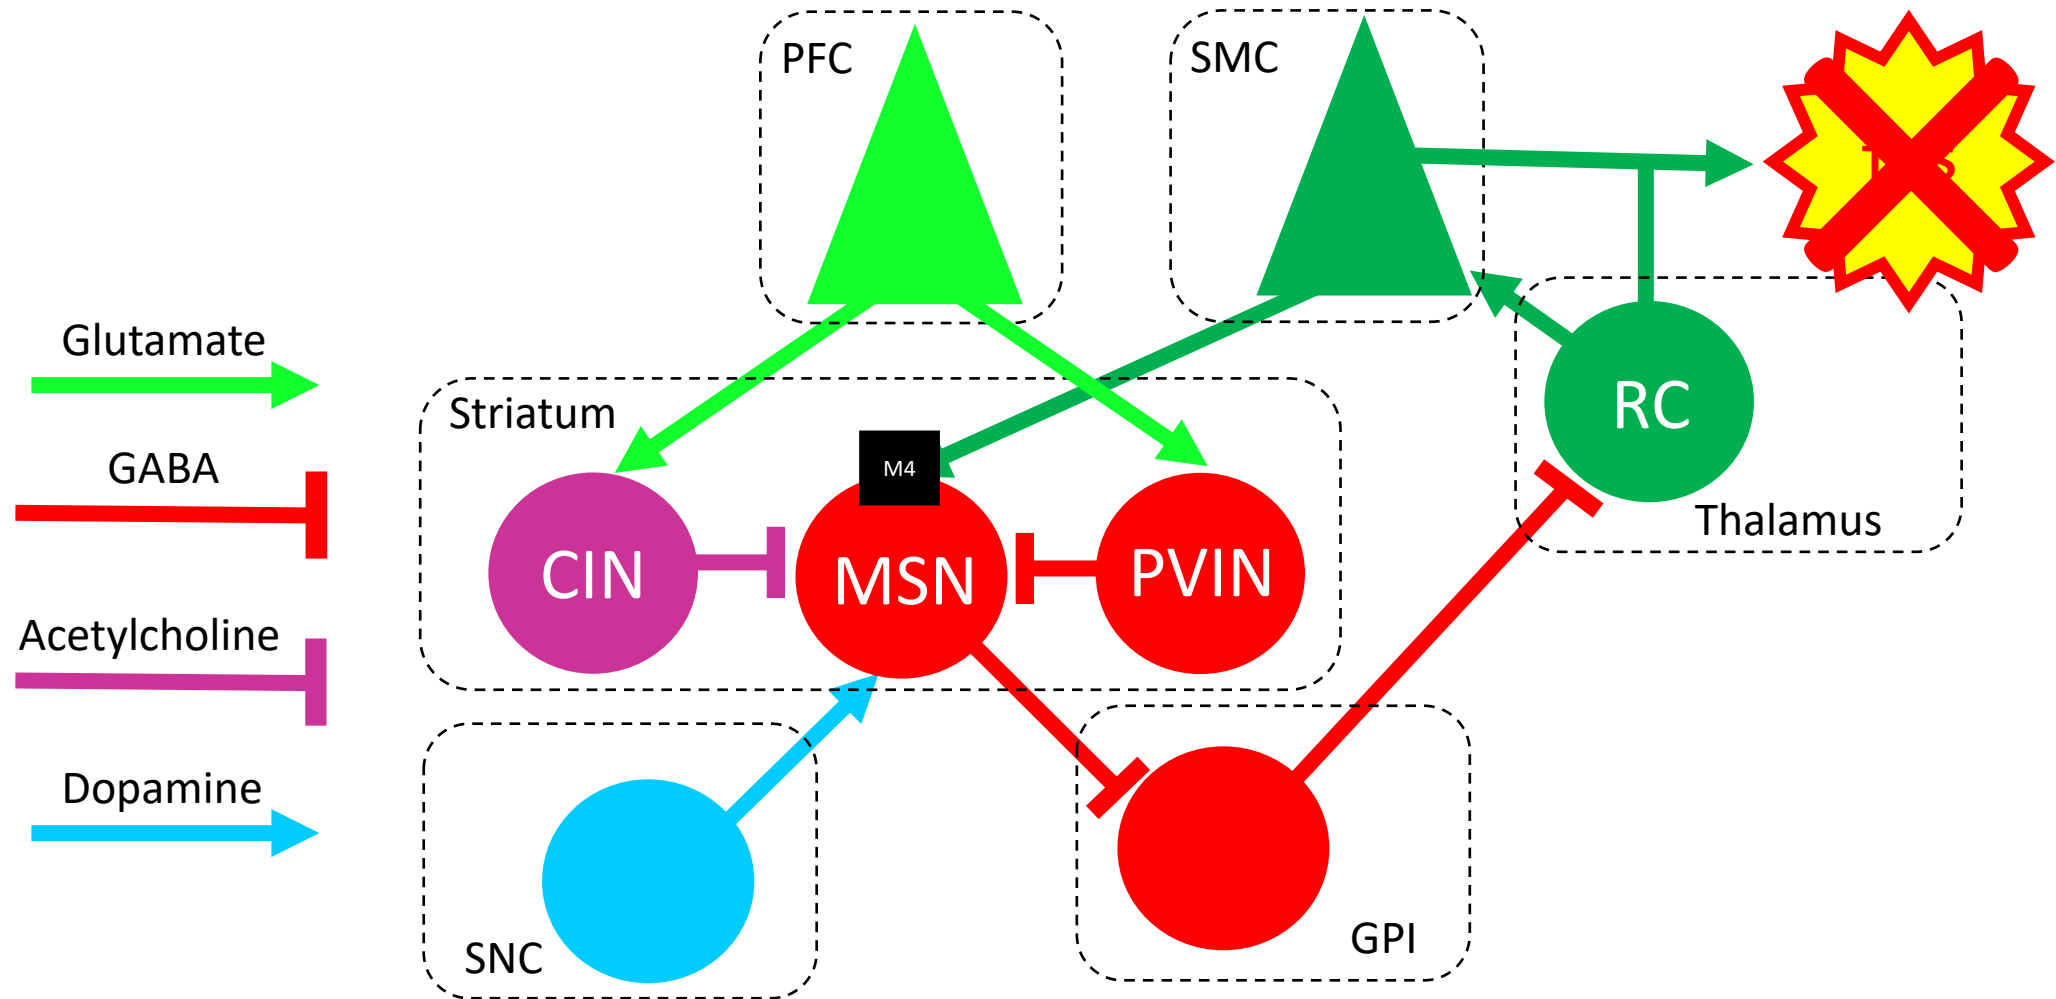 PFC
SMC
Glutamate
Striatum
RC
GABA
M4
Thalamus
CIN
MSN
PVIN
Acetylcholine
Dopamine
SNC
GPI